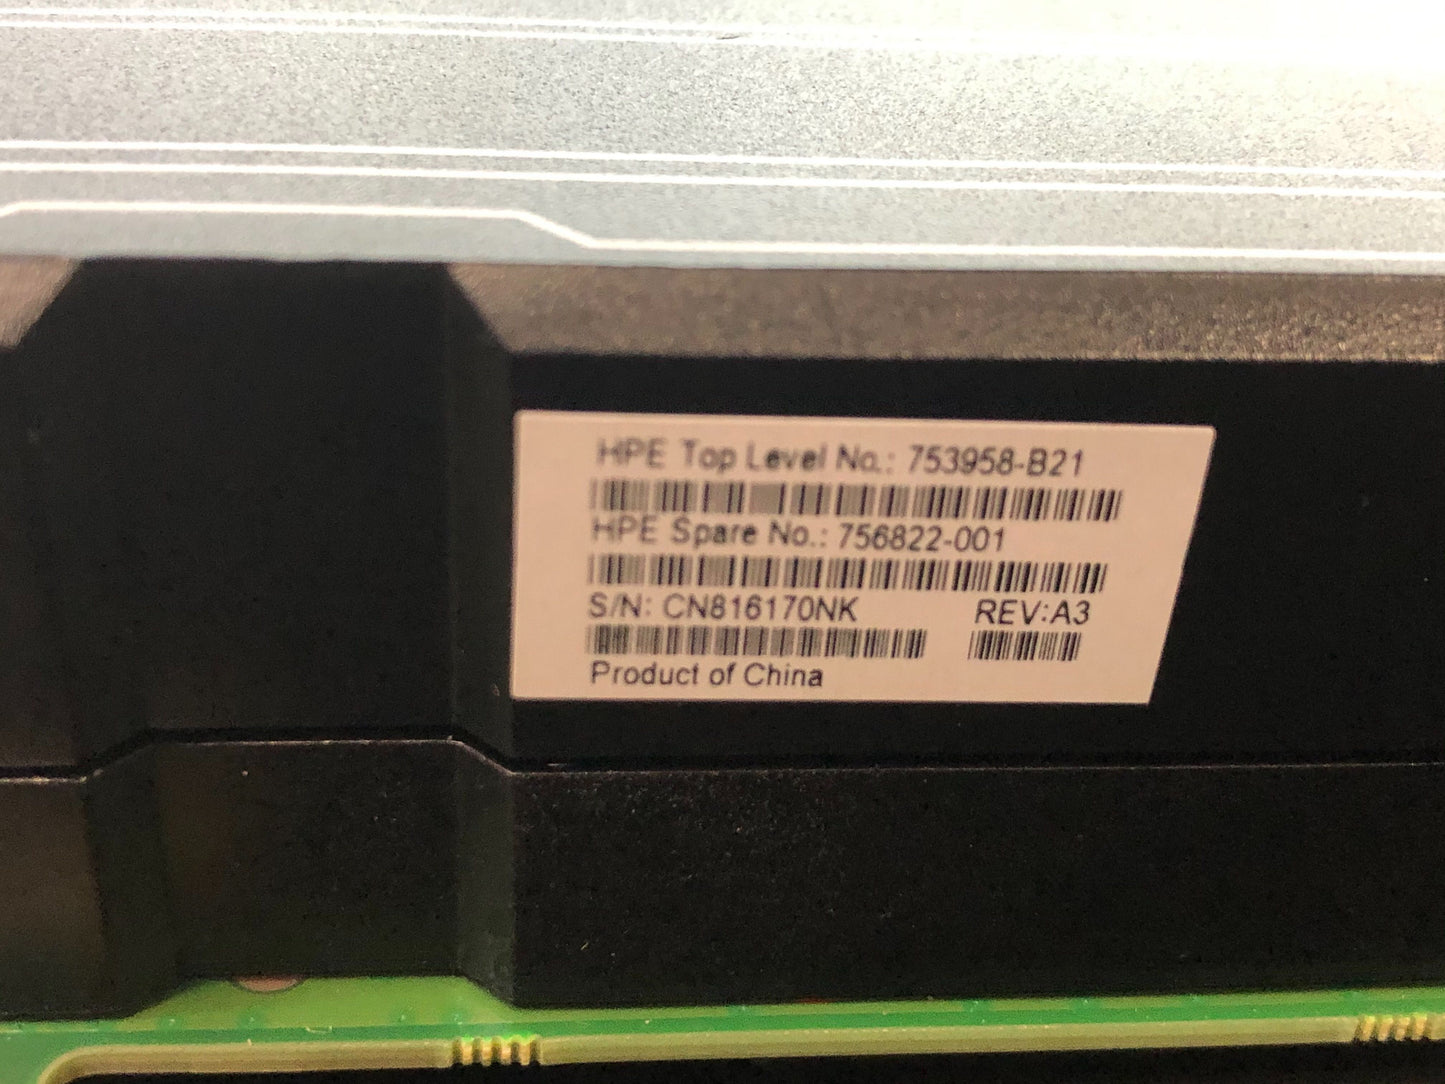 HPE Top Level No.: 753958-B21
HPE Spare No.: 756822-001
S/N: CN816170NK REV:A3
Product of China